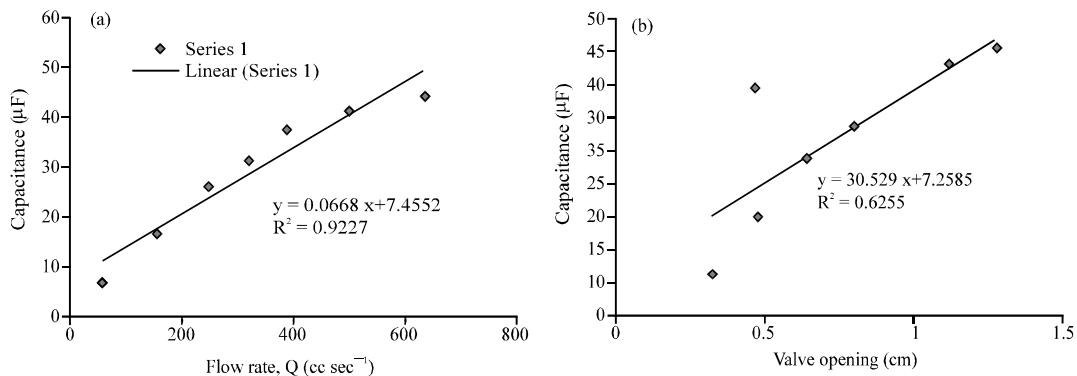 (a)
60
50
40
30
20
10
0
Capacitance (µF)
Series 1
Linear (Series 1)
y = 0.0668 x+7.4552
R² = 0.9227
0 200 400 600 800
Flow rate, Q (cc sec⁻¹)
(b)
50
45
40
30
35
25
20
10
0
Capacitance (µF)
y = 30.529 x+7.2585
R² = 0.6255
0 0.5 1 1.5
Valve opening (cm)